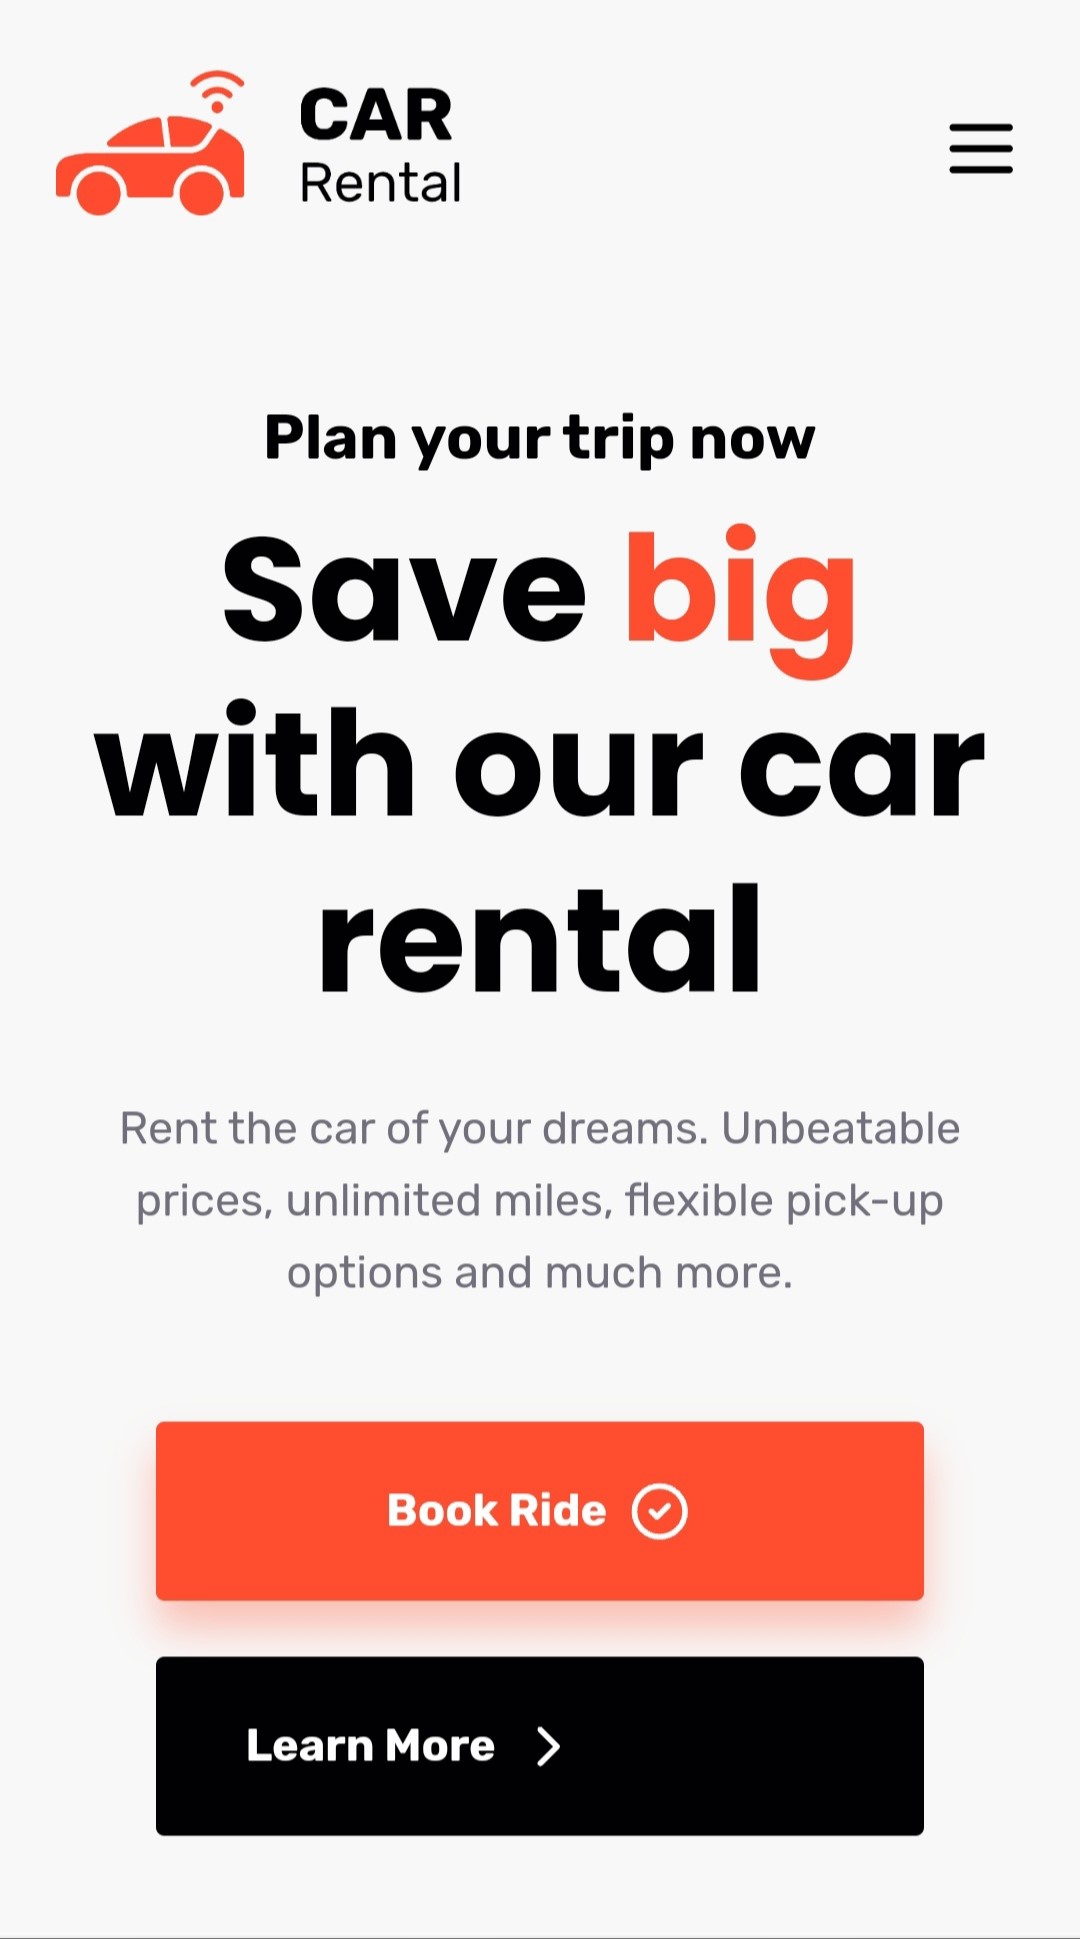 CAR
Rental
Plan your trip now
Save big
with our car
rental
Rent the car of your dreams. Unbeatable
prices, unlimited miles, flexible pick-up
options and much more.
Book Ride
Learn More